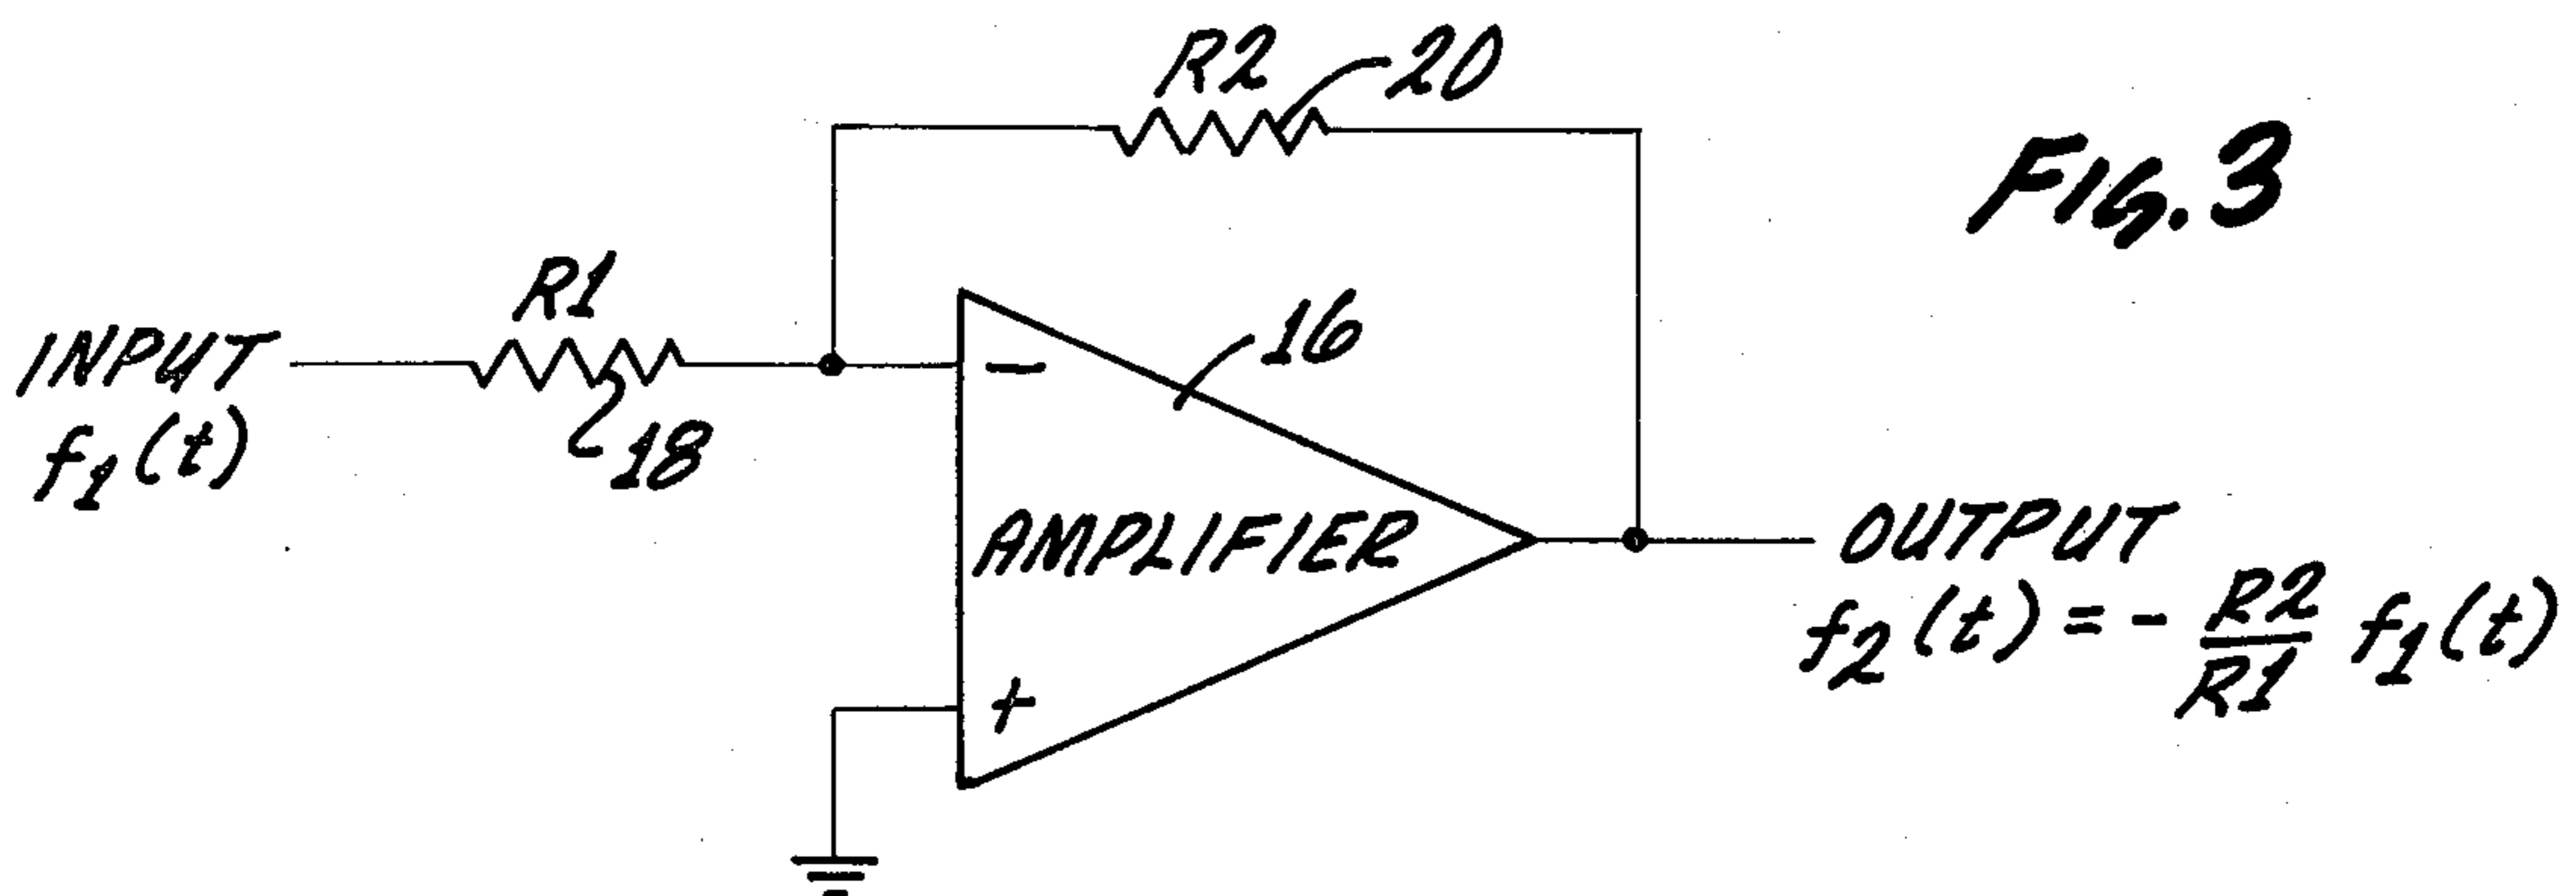 R2 20
FIG. 3
R1
INPUT
f₁(t)
18
16
−
AMPLIFIER
+
OUTPUT
f₂(t) = - R2/R1 f₁(t)